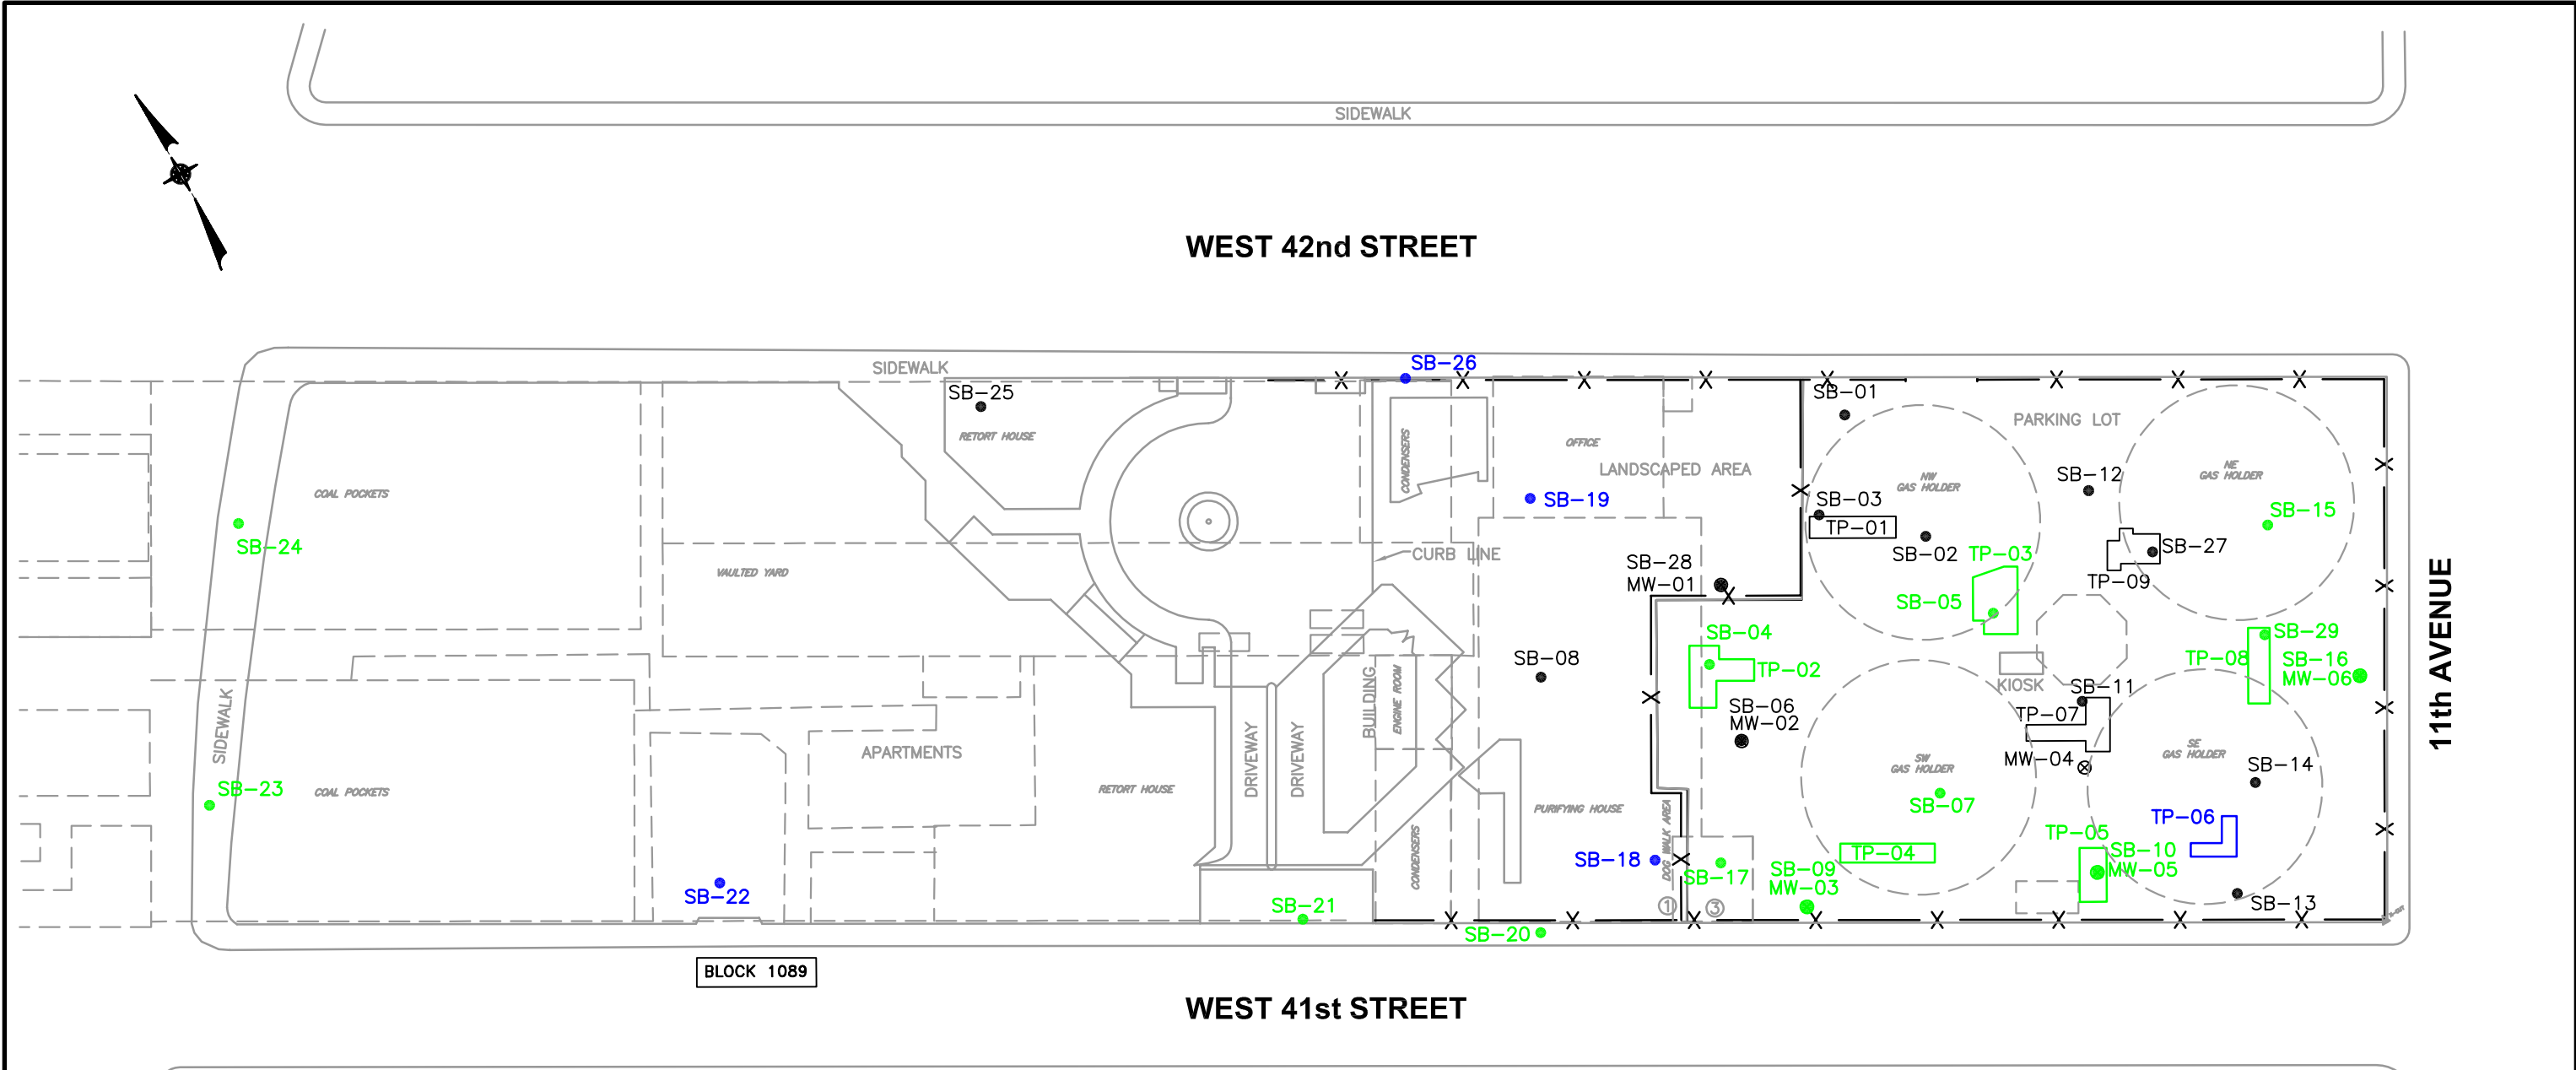 SIDEWALK
WEST 42nd STREET
SIDEWALK
SB-26
SB-25
RETORT HOUSE
SB-01
PARKING LOT
CONDENSERS
OFFICE
LANDSCAPED AREA
NW
GAS HOLDER
NE
GAS HOLDER
SB-12
COAL POCKETS
SB-19
SB-03
TP-01
SB-15
SB-24
SB-02
TP-03
SB-27
CURB LINE
SB-28
MW-01
VAULTED YARD
TP-09
SB-05
11th AVENUE
SB-04
SB-29
SB-08
TP-02
TP-08
SB-16
MW-06
KIOSK
SB-11
SIDEWALK
BUILDING
ENGINE ROOM
SB-06
MW-02
TP-07
APARTMENTS
DRIVEWAY
DRIVEWAY
SW
GAS HOLDER
MW-04
SE
GAS HOLDER
SB-14
SB-23
COAL POCKETS
RETORT HOUSE
PURIFYING HOUSE
SB-07
TP-06
CONDENSERS
DOG WALK AREA
TP-05
TP-04
SB-10
MW-05
SB-18
SB-17
SB-09
MW-03
SB-22
SB-21
1
3
SB-13
SB-20
BLOCK 1089
WEST 41st STREET